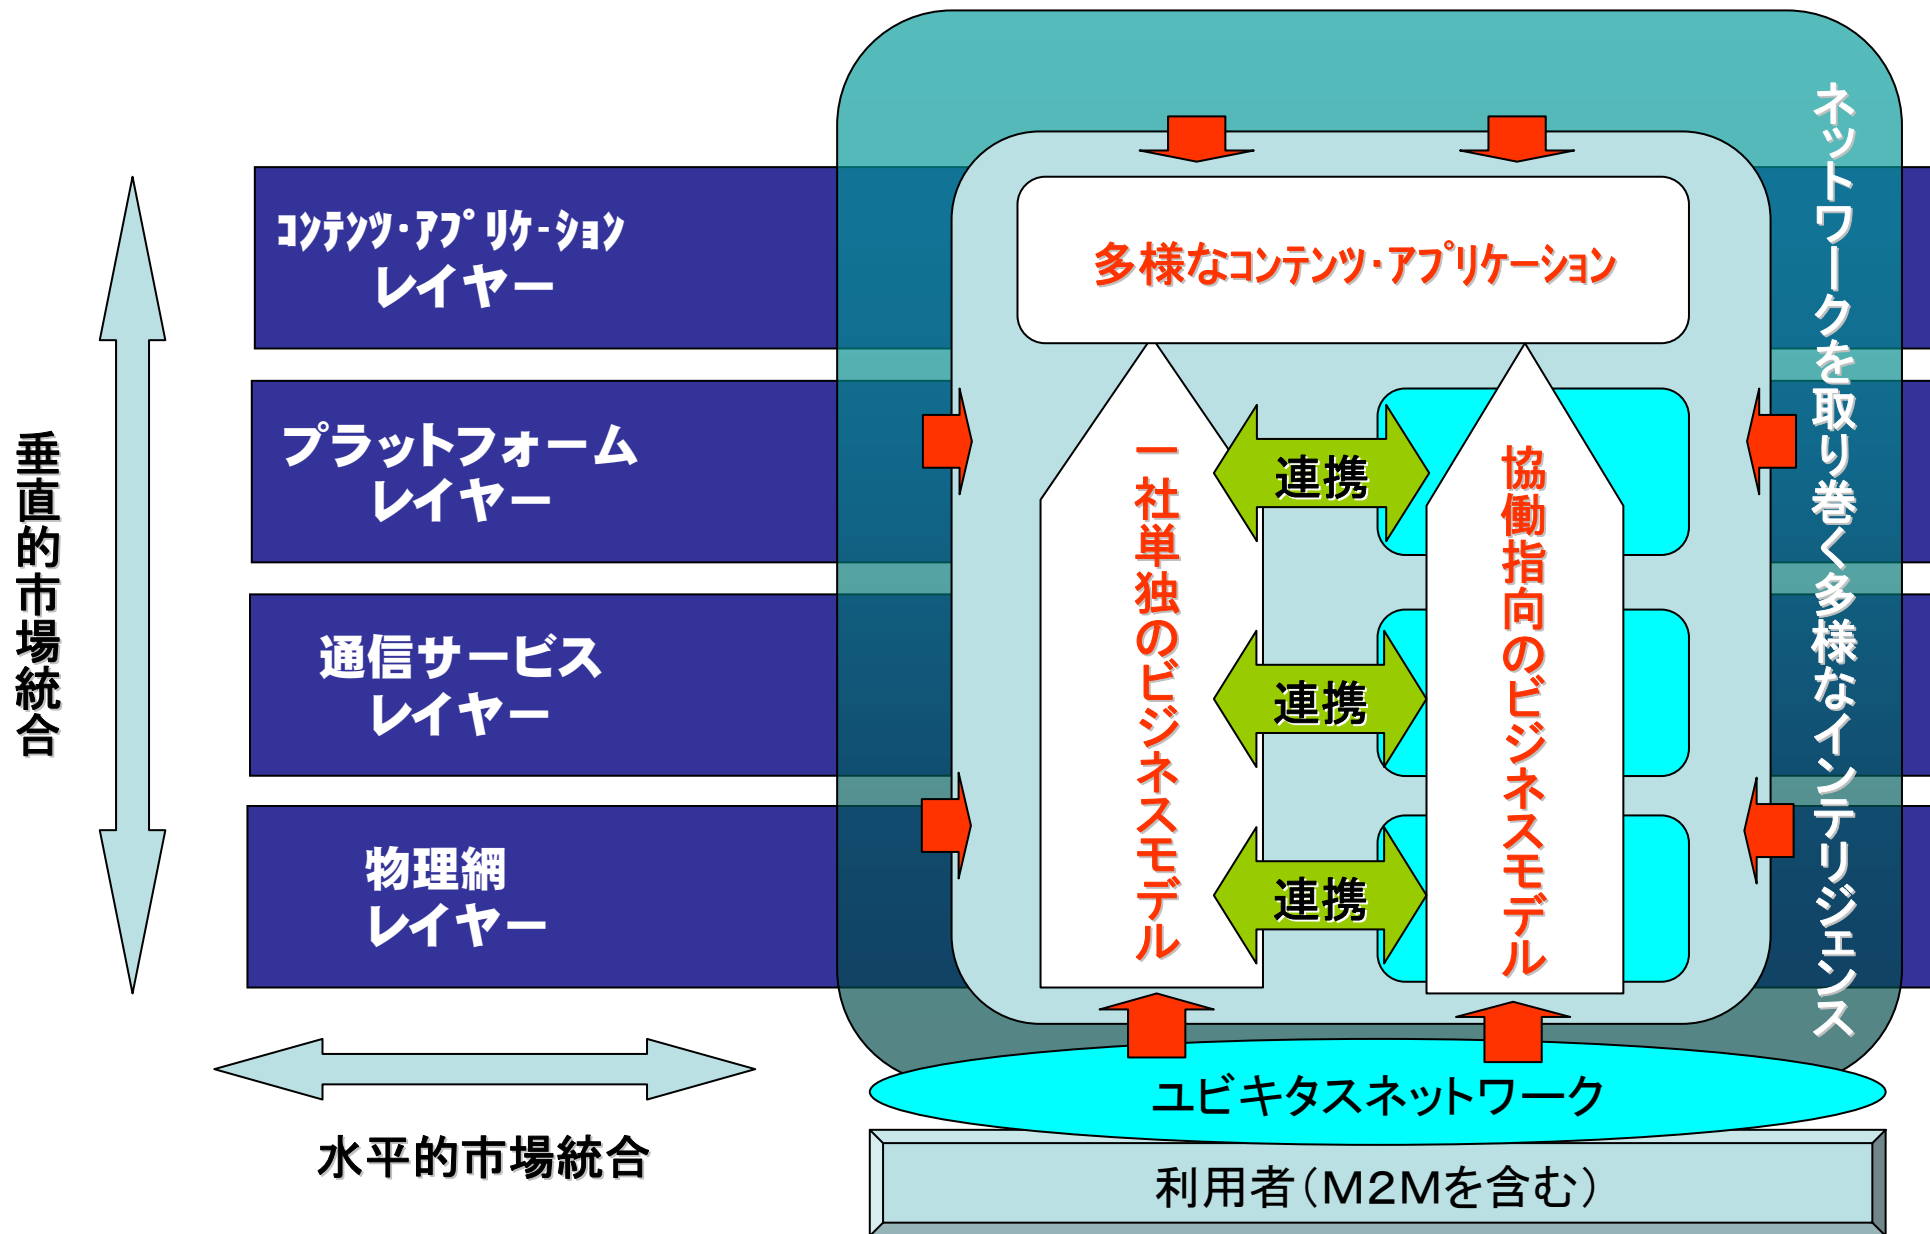 垂直的市場統合
ｺﾝﾃﾝﾂ・ｱﾌﾟﾘｹｰｼｮﾝ
レイヤー
プラットフォーム
レイヤー
通信サービス
レイヤー
物理網
レイヤー
水平的市場統合
多様なコンテンツ・アプリケーション
一社単独のビジネスモデル
連携
連携
連携
協働指向のビジネスモデル
ネットワークを取り巻く多様なインテリジェンス
ユビキタスネットワーク
利用者（Ｍ２Ｍを含む）